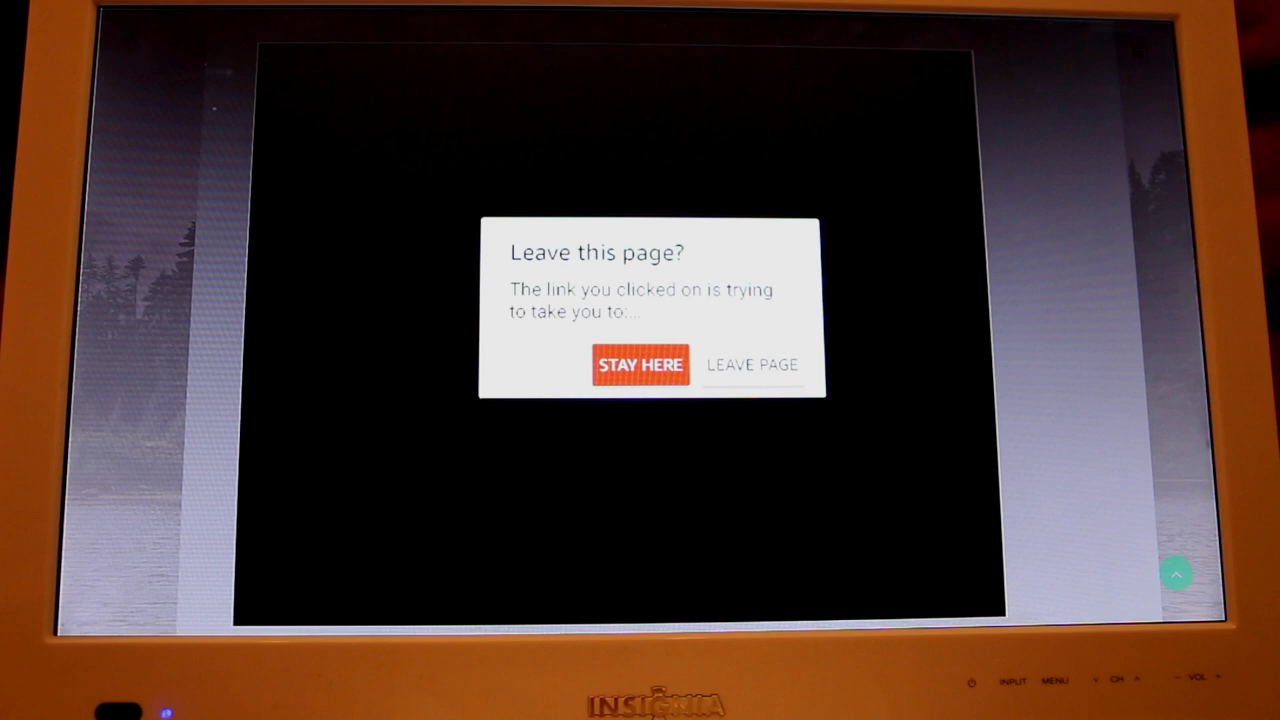 Leave this page?
The link you clicked on is trying
to take you to:...
STAY HERE LEAVE PAGE
INPUT MENU CH VOL
INSIGNIA